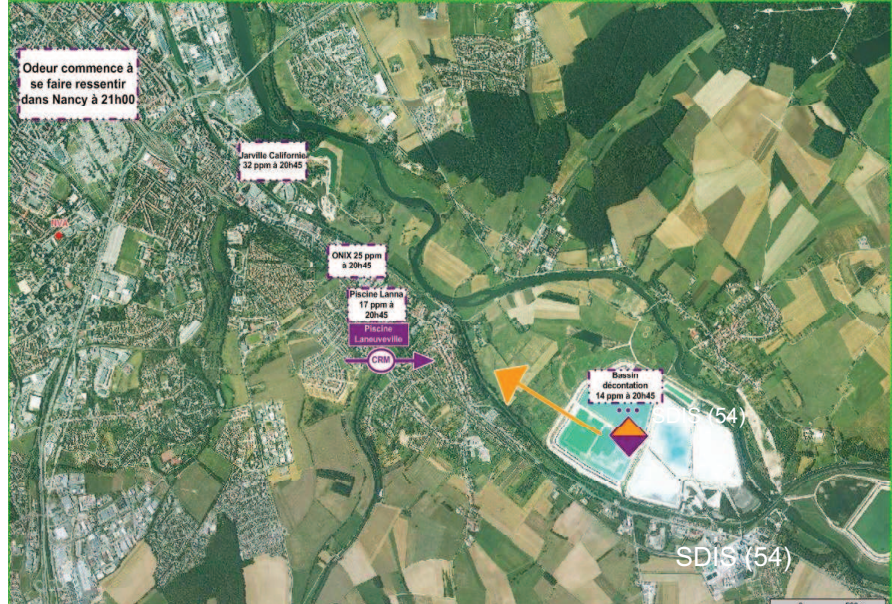 Odeur commence à
se faire ressentir
dans Nancy à 21h00
Jarville Californie
32 ppm à 20h45
ONIX 25 ppm
à 20h45
Piscine Lanna
17 ppm à
20h45
Piscine
Laneuveville
CRM
Bassin
décontation
14 ppm à 20h45
SDIS (54)
SDIS (54)